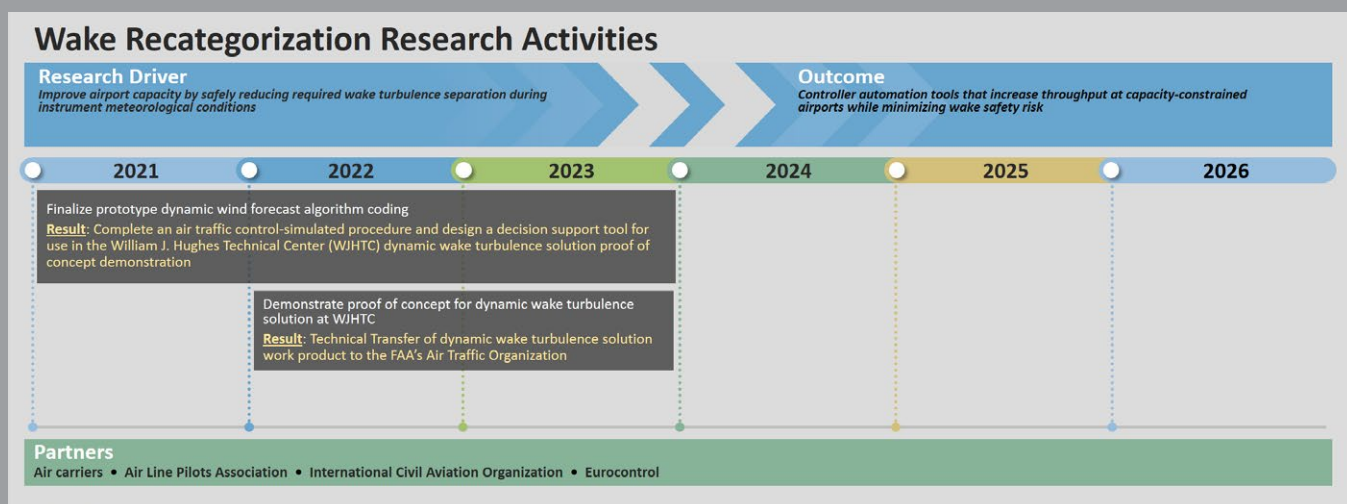 Wake Recategorization Research Activities
Research Driver
Improve airport capacity by safely reducing required wake turbulence separation during
instrument meteorological conditions
Outcome
Controller automation tools that increase throughput at capacity-constrained
airports while minimizing wake safety risk
2021 2022 2023 2024 2025 2026
Finalize prototype dynamic wind forecast algorithm coding
Result: Complete an air traffic control-simulated procedure and design a decision support tool for
use in the William J. Hughes Technical Center (WJHTC) dynamic wake turbulence solution proof of
concept demonstration
Demonstrate proof of concept for dynamic wake turbulence
solution at WJHTC
Result: Technical Transfer of dynamic wake turbulence solution
work product to the FAA's Air Traffic Organization
Partners
Air carriers • Air Line Pilots Association • International Civil Aviation Organization • Eurocontrol